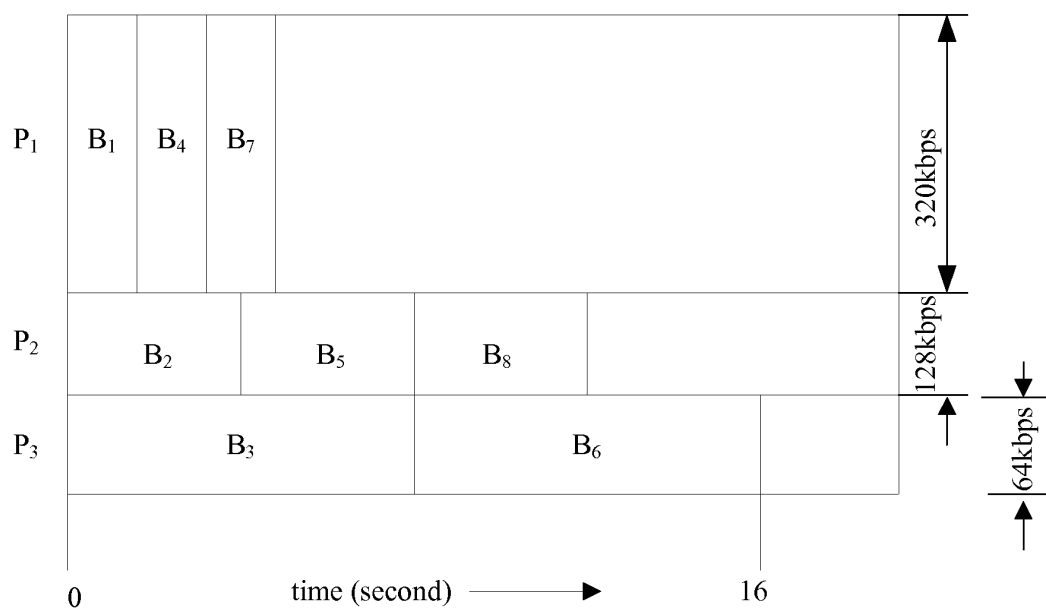 P₁ B₁ B₄ B₇
320kbps
P₂ B₂ B₅ B₈
128kbps
P₃ B₃ B₆
64kbps
0 time (second) 16